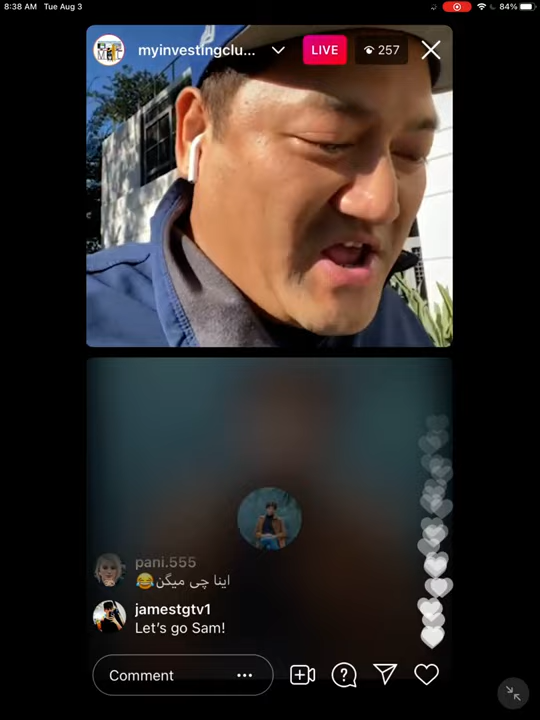 8:38 AM Tue Aug 3
84%
myinvestingclu...
LIVE
257
pani.555
اینا چی میگن😂
jamestgtv1
Let's go Sam!
Comment